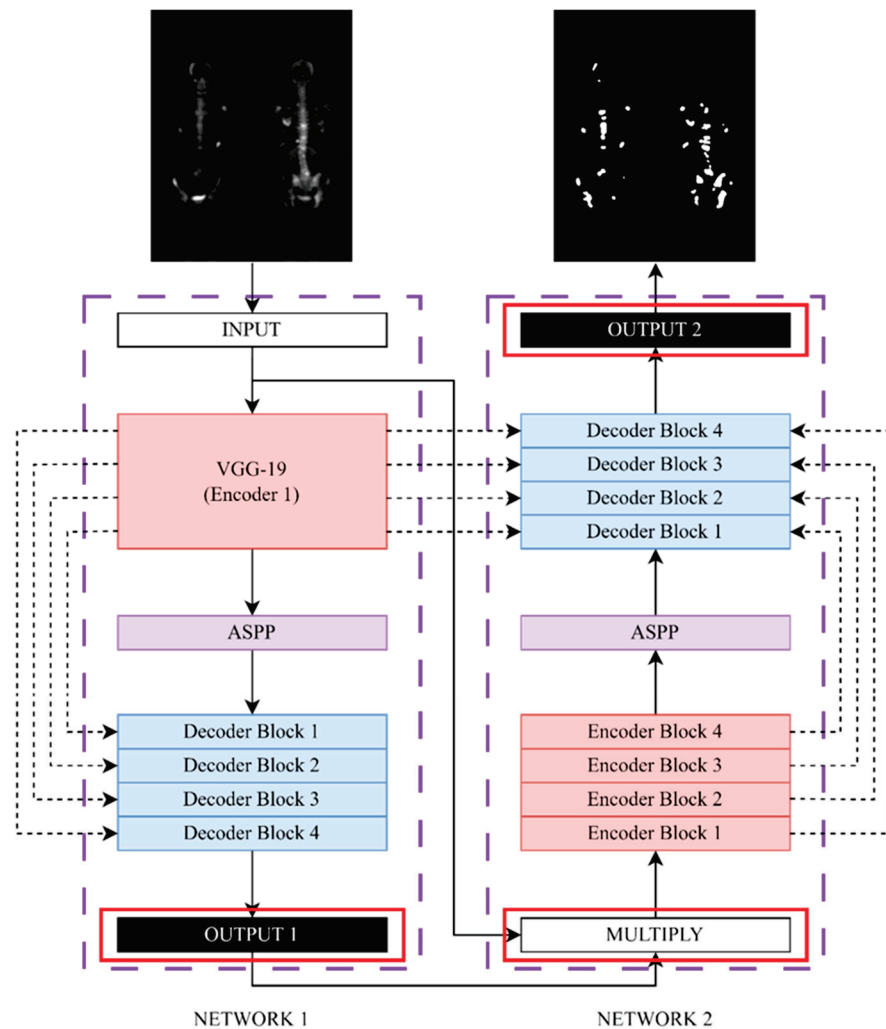 INPUT
VGG-19
(Encoder 1)
ASPP
Decoder Block 1
Decoder Block 2
Decoder Block 3
Decoder Block 4
OUTPUT 1
NETWORK 1
OUTPUT 2
Decoder Block 4
Decoder Block 3
Decoder Block 2
Decoder Block 1
ASPP
Encoder Block 4
Encoder Block 3
Encoder Block 2
Encoder Block 1
MULTIPLY
NETWORK 2